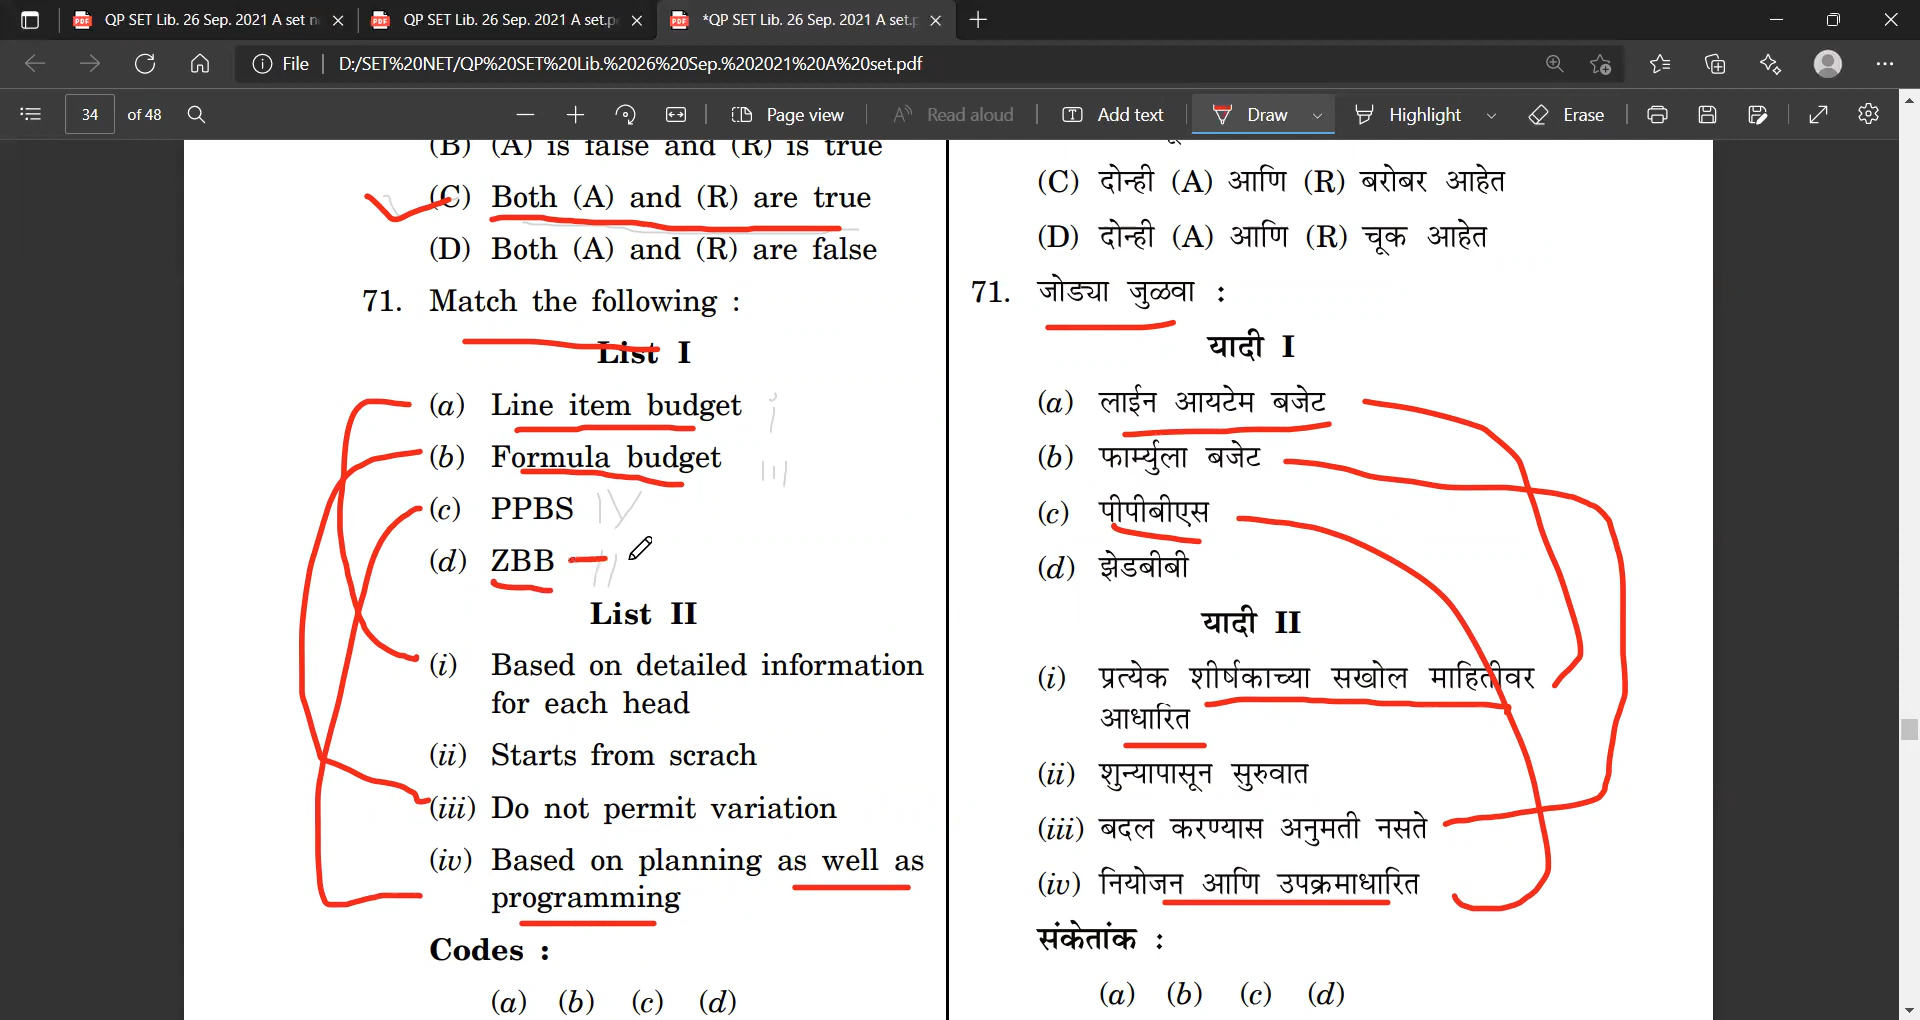 QP SET Lib. 26 Sep. 2021 A set n
QP SET Lib. 26 Sep. 2021 A set.p
*QP SET Lib. 26 Sep. 2021 A set.p
File
D:/SET%20NET/QP%20SET%20Lib.%2026%20Sep.%202021%20A%20set.pdf
34 of 48
Page view
Read aloud
Add text
Draw
Highlight
Erase
(B) (A) is false and (R) is true
(C) Both (A) and (R) are true
(D) Both (A) and (R) are false
71. Match the following :
List I
(a) Line item budget i
(b) Formula budget III
(c) PPBS IV
(d) ZBB II
List II
(i) Based on detailed information
for each head
(ii) Starts from scrach
(iii) Do not permit variation
(iv) Based on planning as well as
programming
Codes :
(a) (b) (c) (d)
(C) दोन्ही (A) आणि (R) बरोबर आहेत
(D) दोन्ही (A) आणि (R) चूक आहेत
71. जोड्या जुळवा :
यादी I
(a) लाईन आयटेम बजेट
(b) फार्म्युला बजेट
(c) पीपीबीएस
(d) झेडबीबी
यादी II
(i) प्रत्येक शीर्षकाच्या सखोल माहितीवर
आधारित
(ii) शुन्यापासून सुरुवात
(iii) बदल करण्यास अनुमती नसते
(iv) नियोजन आणि उपक्रमाधारित
संकेतांक :
(a) (b) (c) (d)